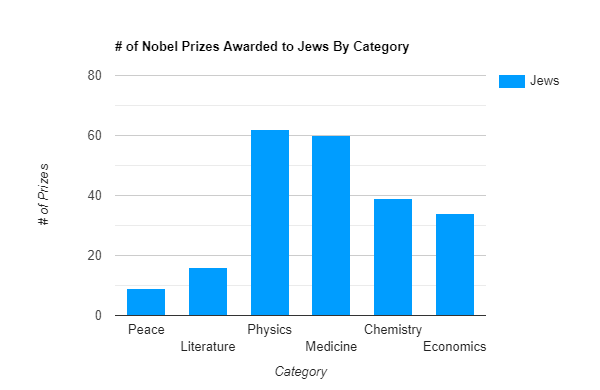 # of Nobel Prizes Awarded to Jews By Category
Jews
# of Prizes
80
60
40
20
0
Peace
Literature
Physics
Medicine
Chemistry
Economics
Category